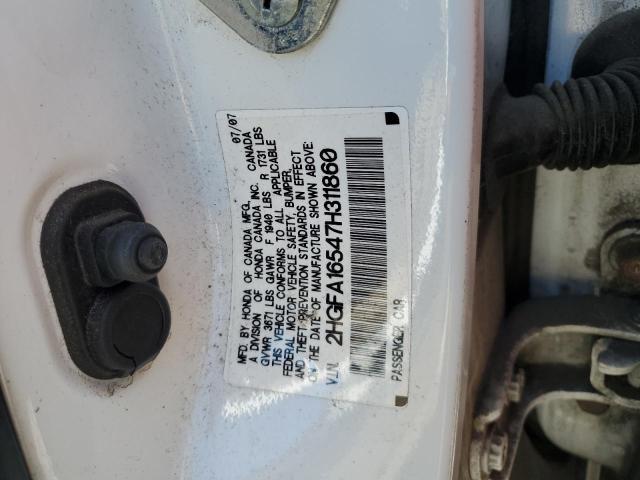 MFD. BY HONDA OF CANADA MFG. 07/07
A DIVISION OF HONDA CANADA INC. CANADA
GVWR 3671 LBS GAWR F 1940 LBS R 1731 LBS
THIS VEHICLE CONFORMS TO ALL APPLICABLE
FEDERAL MOTOR VEHICLE SAFETY, BUMPER,
AND THEFT PREVENTION STANDARDS IN EFFECT
ON THE DATE OF MANUFACTURE SHOWN ABOVE:
V.I.N. 2HGFA16547H311860
PASSENGER CAR